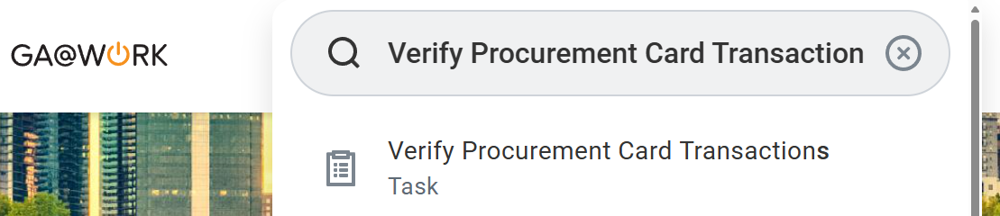 GA@WORK
Verify Procurement Card Transaction
Verify Procurement Card Transactions
Task